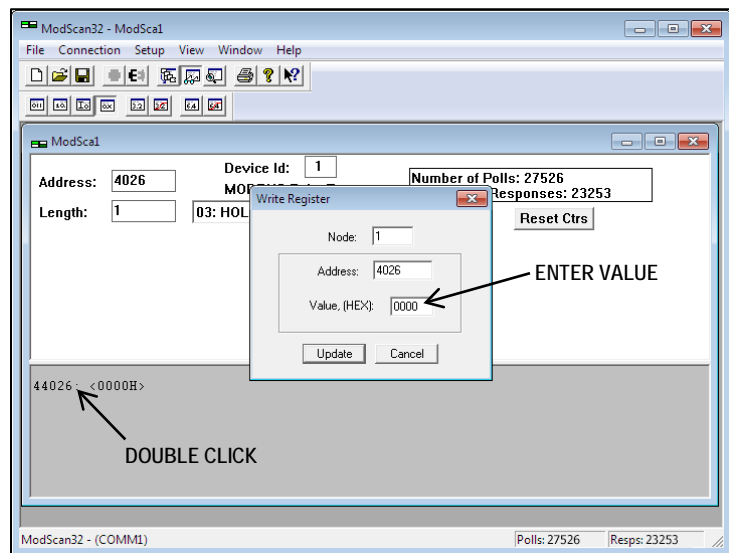 ModScan32 - ModSca1
File Connection Setup View Window Help
ModSca1
Address: 4026
Device Id: 1
Number of Polls: 27526
Responses: 23253
Length: 1
03: HOL
Reset Ctrs
Write Register
Node: 1
Address: 4026
Value, (HEX): 0000
Update Cancel
ENTER VALUE
44026: <0000H>
DOUBLE CLICK
ModScan32 - (COMM1)
Polls: 27526
Resps: 23253